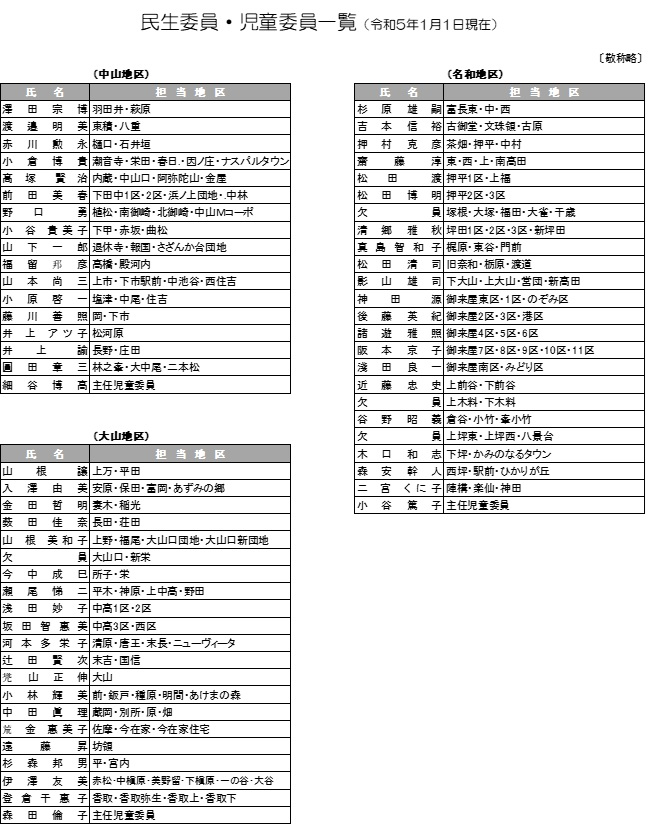 民生委員・児童委員一覧（令和5年1月1日現在）
〔敬称略〕
（中山地区）
氏 名 担 当 地 区
澤田宗博 羽田井・萩原
渡邉明美 束積・八重
赤川勲永 樋口・石井垣
小倉博貴 潮音寺・栄田・春日・因ノ庄・ナスパルタウン
高塚賢治 内蔵・中山口・阿弥陀山・金屋
前田美春 下田中1区・2区・浜ノ上団地・中林
野口勇 植松・南御崎・北御崎・中山Mコーポ
小谷貴美子 下甲・赤坂・曲松
山下一郎 退休寺・報国・さざんか台団地
福留邦彦 高橋・殿河内
山本尚三 上市・下市駅前・中池谷・西住吉
小原啓一 塩津・中尾・住吉
藤川善照 岡・下市
井上アツ子 松河原
井上諭 長野・庄田
圓田章三 林之峯・大中尾・二本松
細谷博高 主任児童委員
（大山地区）
氏 名 担 当 地 区
山根譲 上万・平田
入澤由美 安原・保田・富岡・あずみの郷
金田哲明 妻木・稲光
薮田佳奈 長田・荘田
山根美和子 上野・福尾・大山口団地・大山口新団地
欠員 大山口・新栄
今中成巳 所子・栄
瀬尾悌二 平木・神原・上中高・野田
浅田妙子 中高1区・2区
坂田智恵美 中高3区・西区
河本多栄子 清原・唐王・末長・ニューヴィータ
辻田賢次 末吉・国信
山正伸 大山
小林輝美 前・鈑戸・種原・明間・あけまの森
中田眞理 蔵岡・別所・原・畑
荒金恵美子 佐摩・今在家・今在家住宅
遠藤昇 坊領
杉森邦男 平・宮内
伊澤友美 赤松・中槇原・美野留・下槇原・一の谷・大谷
登倉千恵子 香取・香取弥生・香取上・香取下
森田倫子 主任児童委員
（名和地区）
氏 名 担 当 地 区
杉原雄嗣 富長東・中・西
吉本信裕 古御堂・文珠領・古原
押村克彦 茶畑・押平・中村
齋藤淳 東・西・上・南高田
松田渡 押平1区・上福
松田博明 押平2区・3区
欠員 塚根・大塚・福田・大雀・千歳
清郷雅秋 坪田1区・2区・3区・新坪田
真島智和子 梶原・東谷・門前
松田清司 旧奈和・栃原・渡道
影山雄司 下大山・上大山・営団・新高田
神田源 御来屋東区・1区・のぞみ区
後藤英紀 御来屋2区・3区・港区
諸遊雅照 御来屋4区・5区・6区
阪本京子 御来屋7区・8区・9区・10区・11区
浅田良一 御来屋南区・みどり区
近藤忠史 上前谷・下前谷
欠員 上木料・下木料
谷野昭義 倉谷・小竹・峯小竹
欠員 上坪東・上坪西・八景台
木口和志 下坪・かみのなるタウン
森安幹人 西坪・駅前・ひかりが丘
二宮くに子 陣構・楽仙・神田
小谷篤子 主任児童委員